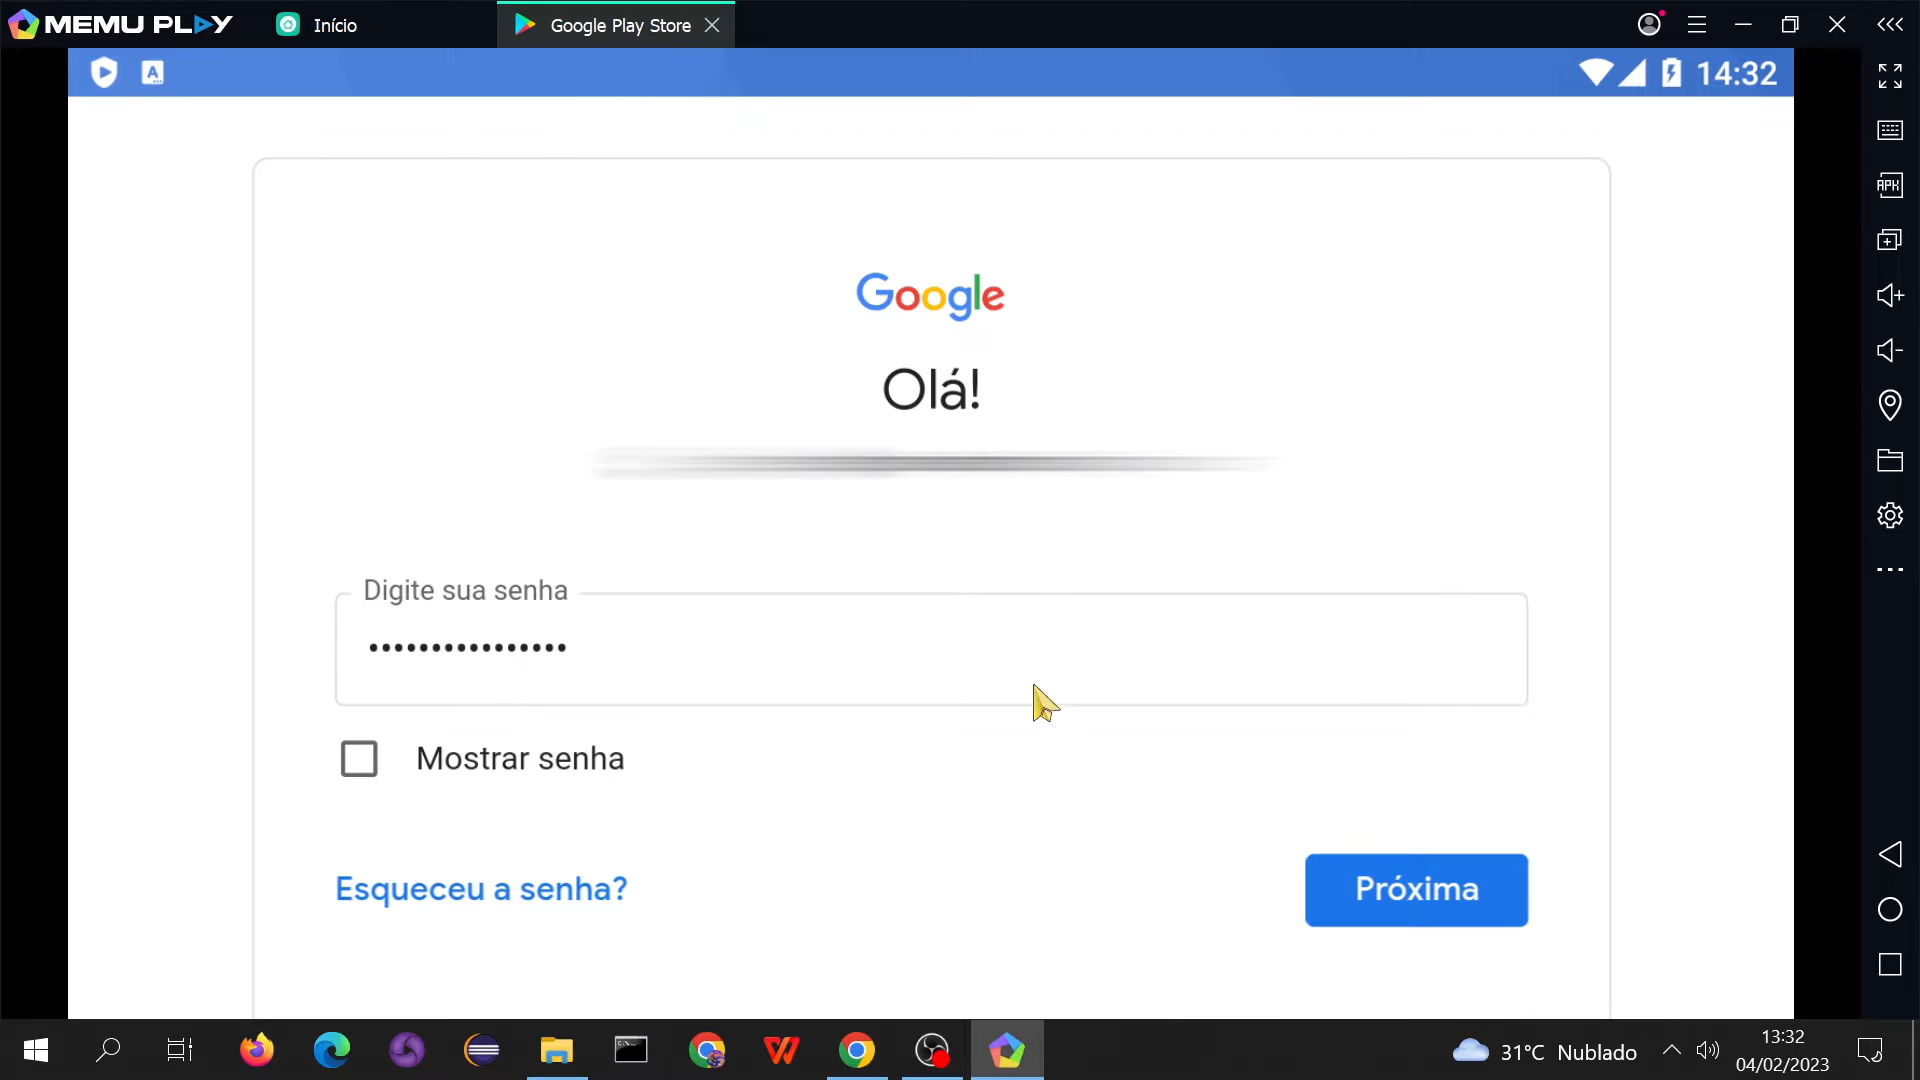 MEMU PLAY
Início
Google Play Store
A
14:32
APK
Google
Olá!
Digite sua senha
••••••••••••••••
Mostrar senha
Esqueceu a senha?
Próxima
31°C Nublado
13:32
04/02/2023